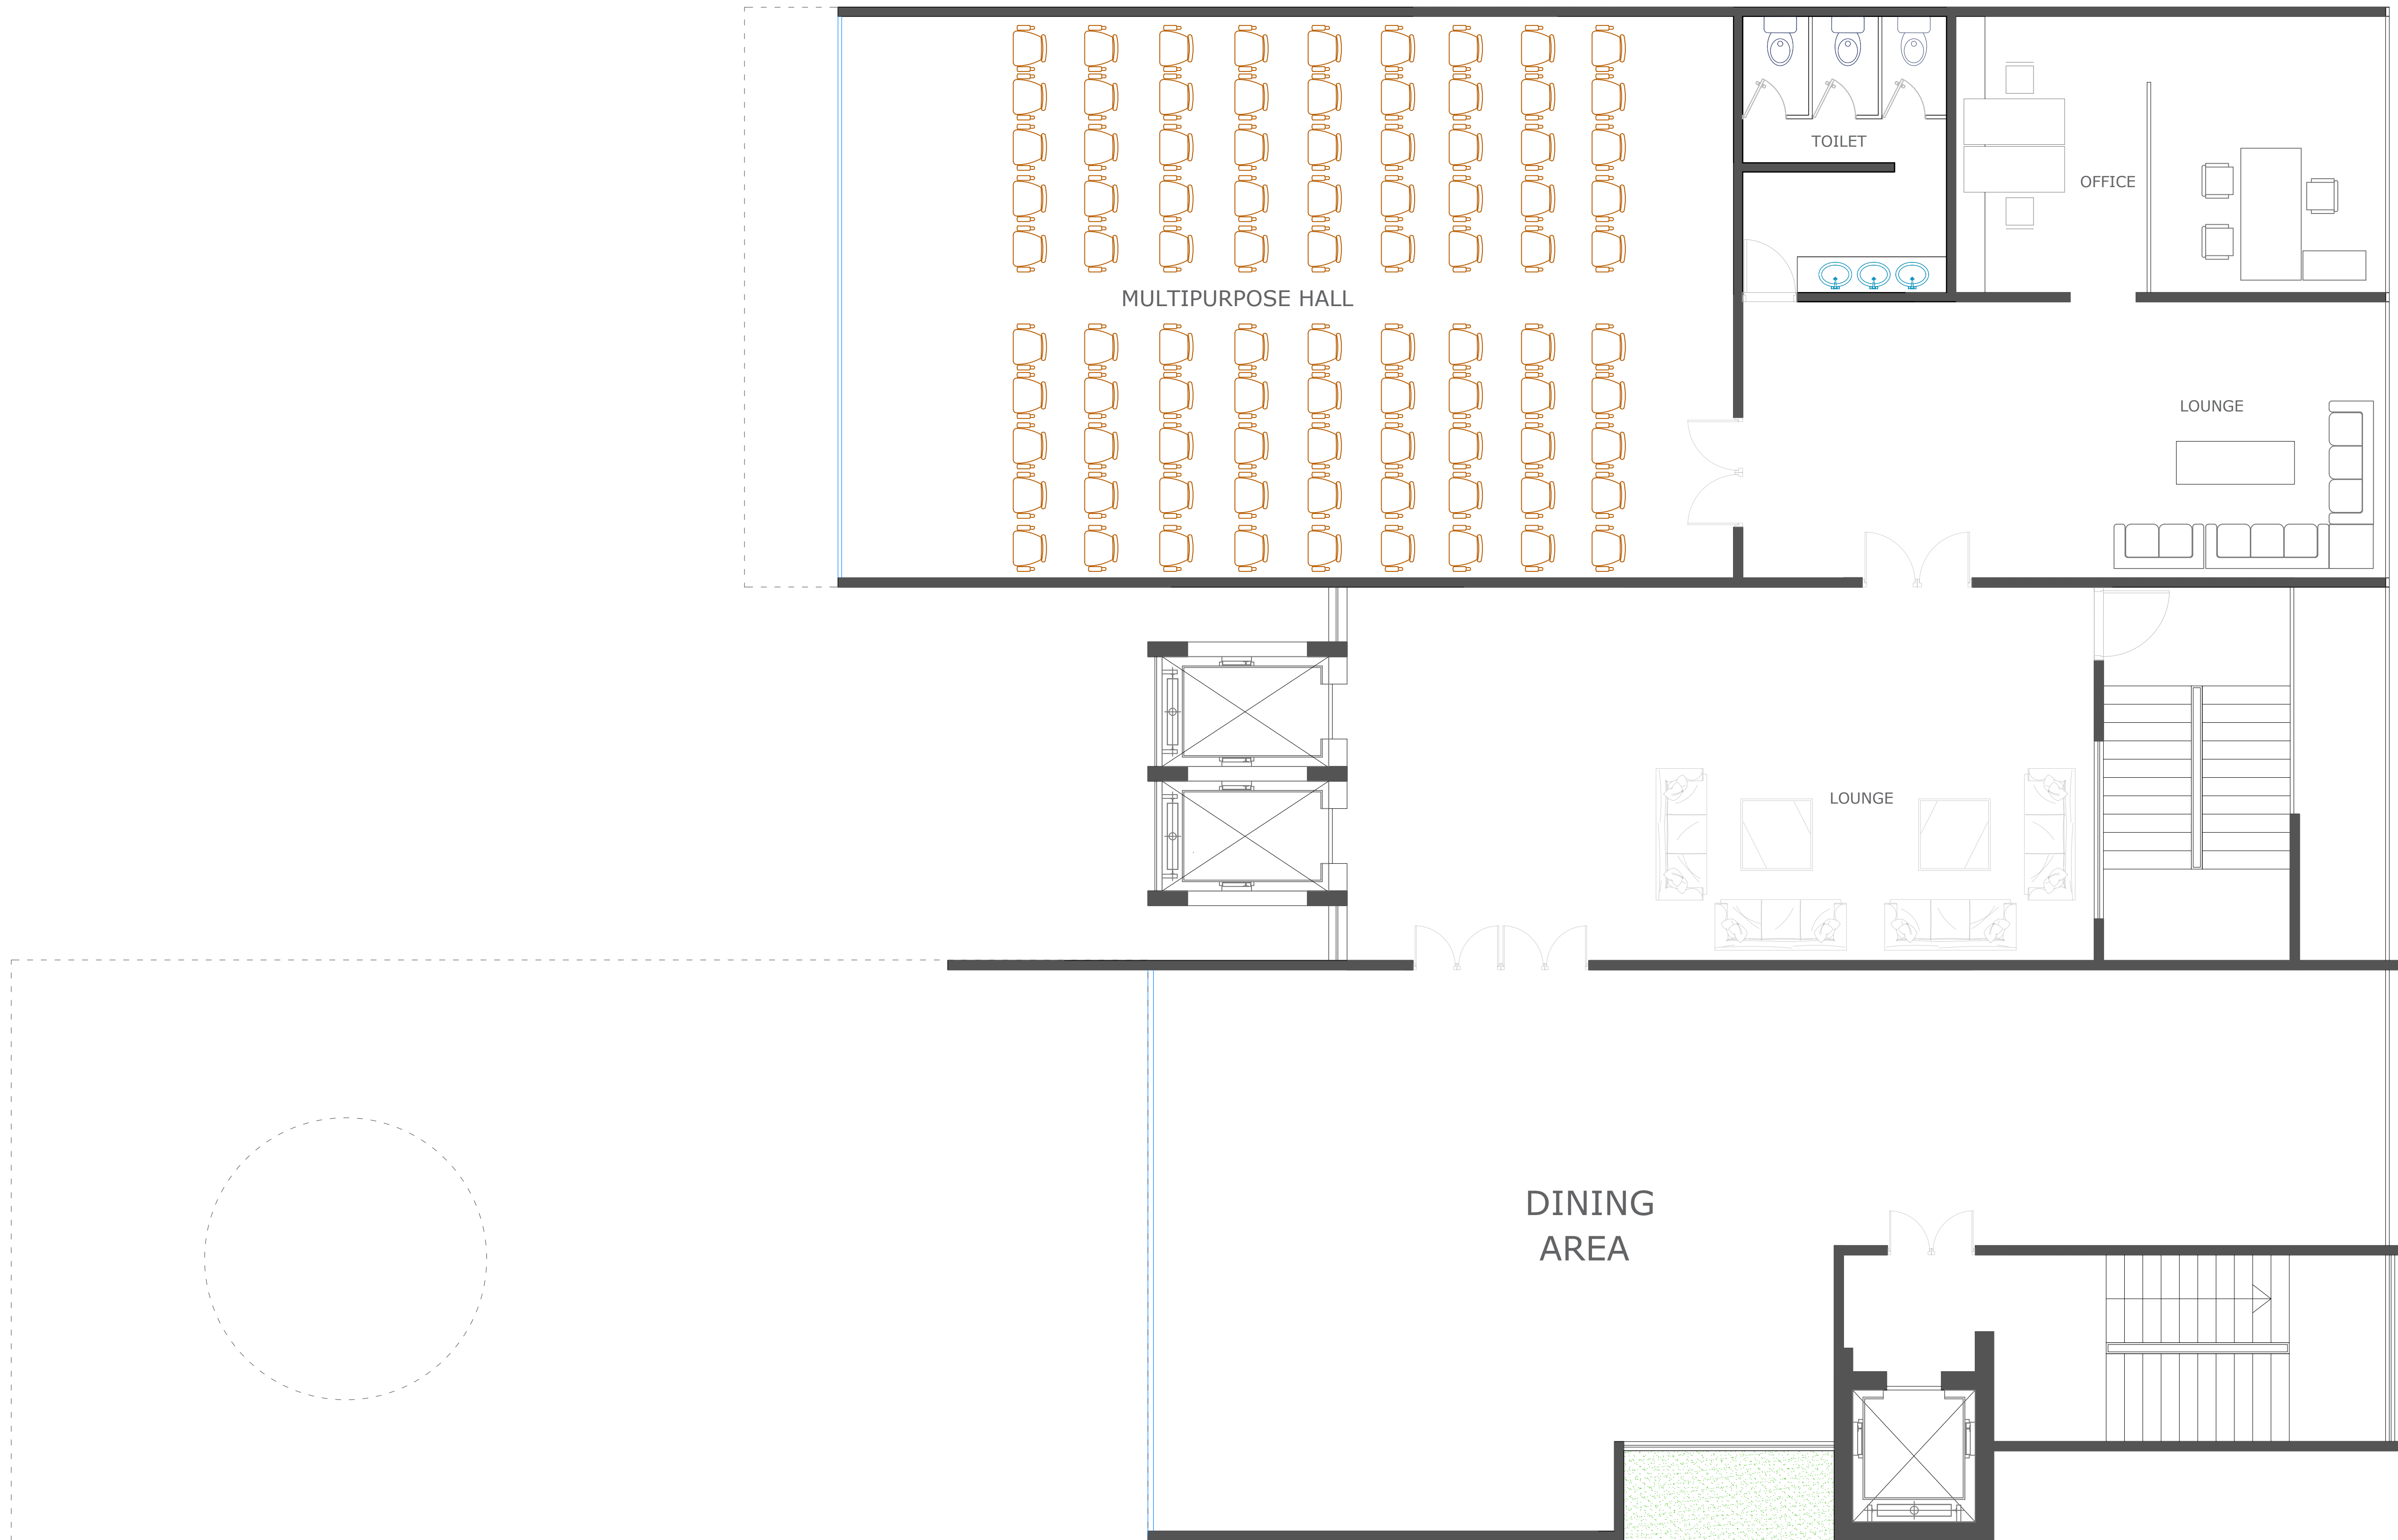 TOILET
OFFICE
MULTIPURPOSE HALL
LOUNGE
LOUNGE
DINING
AREA